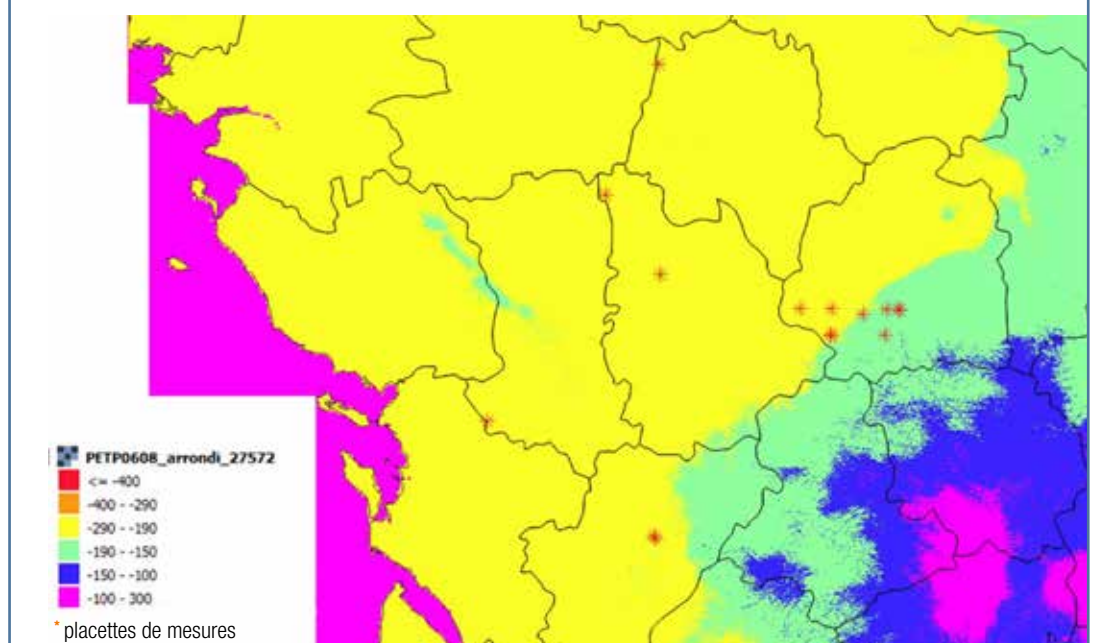 PETP0608_arrondi_27572
<= -400
-400 - -290
-290 - -190
-190 - -150
-150 - -100
-100 - 300
* placettes de mesures